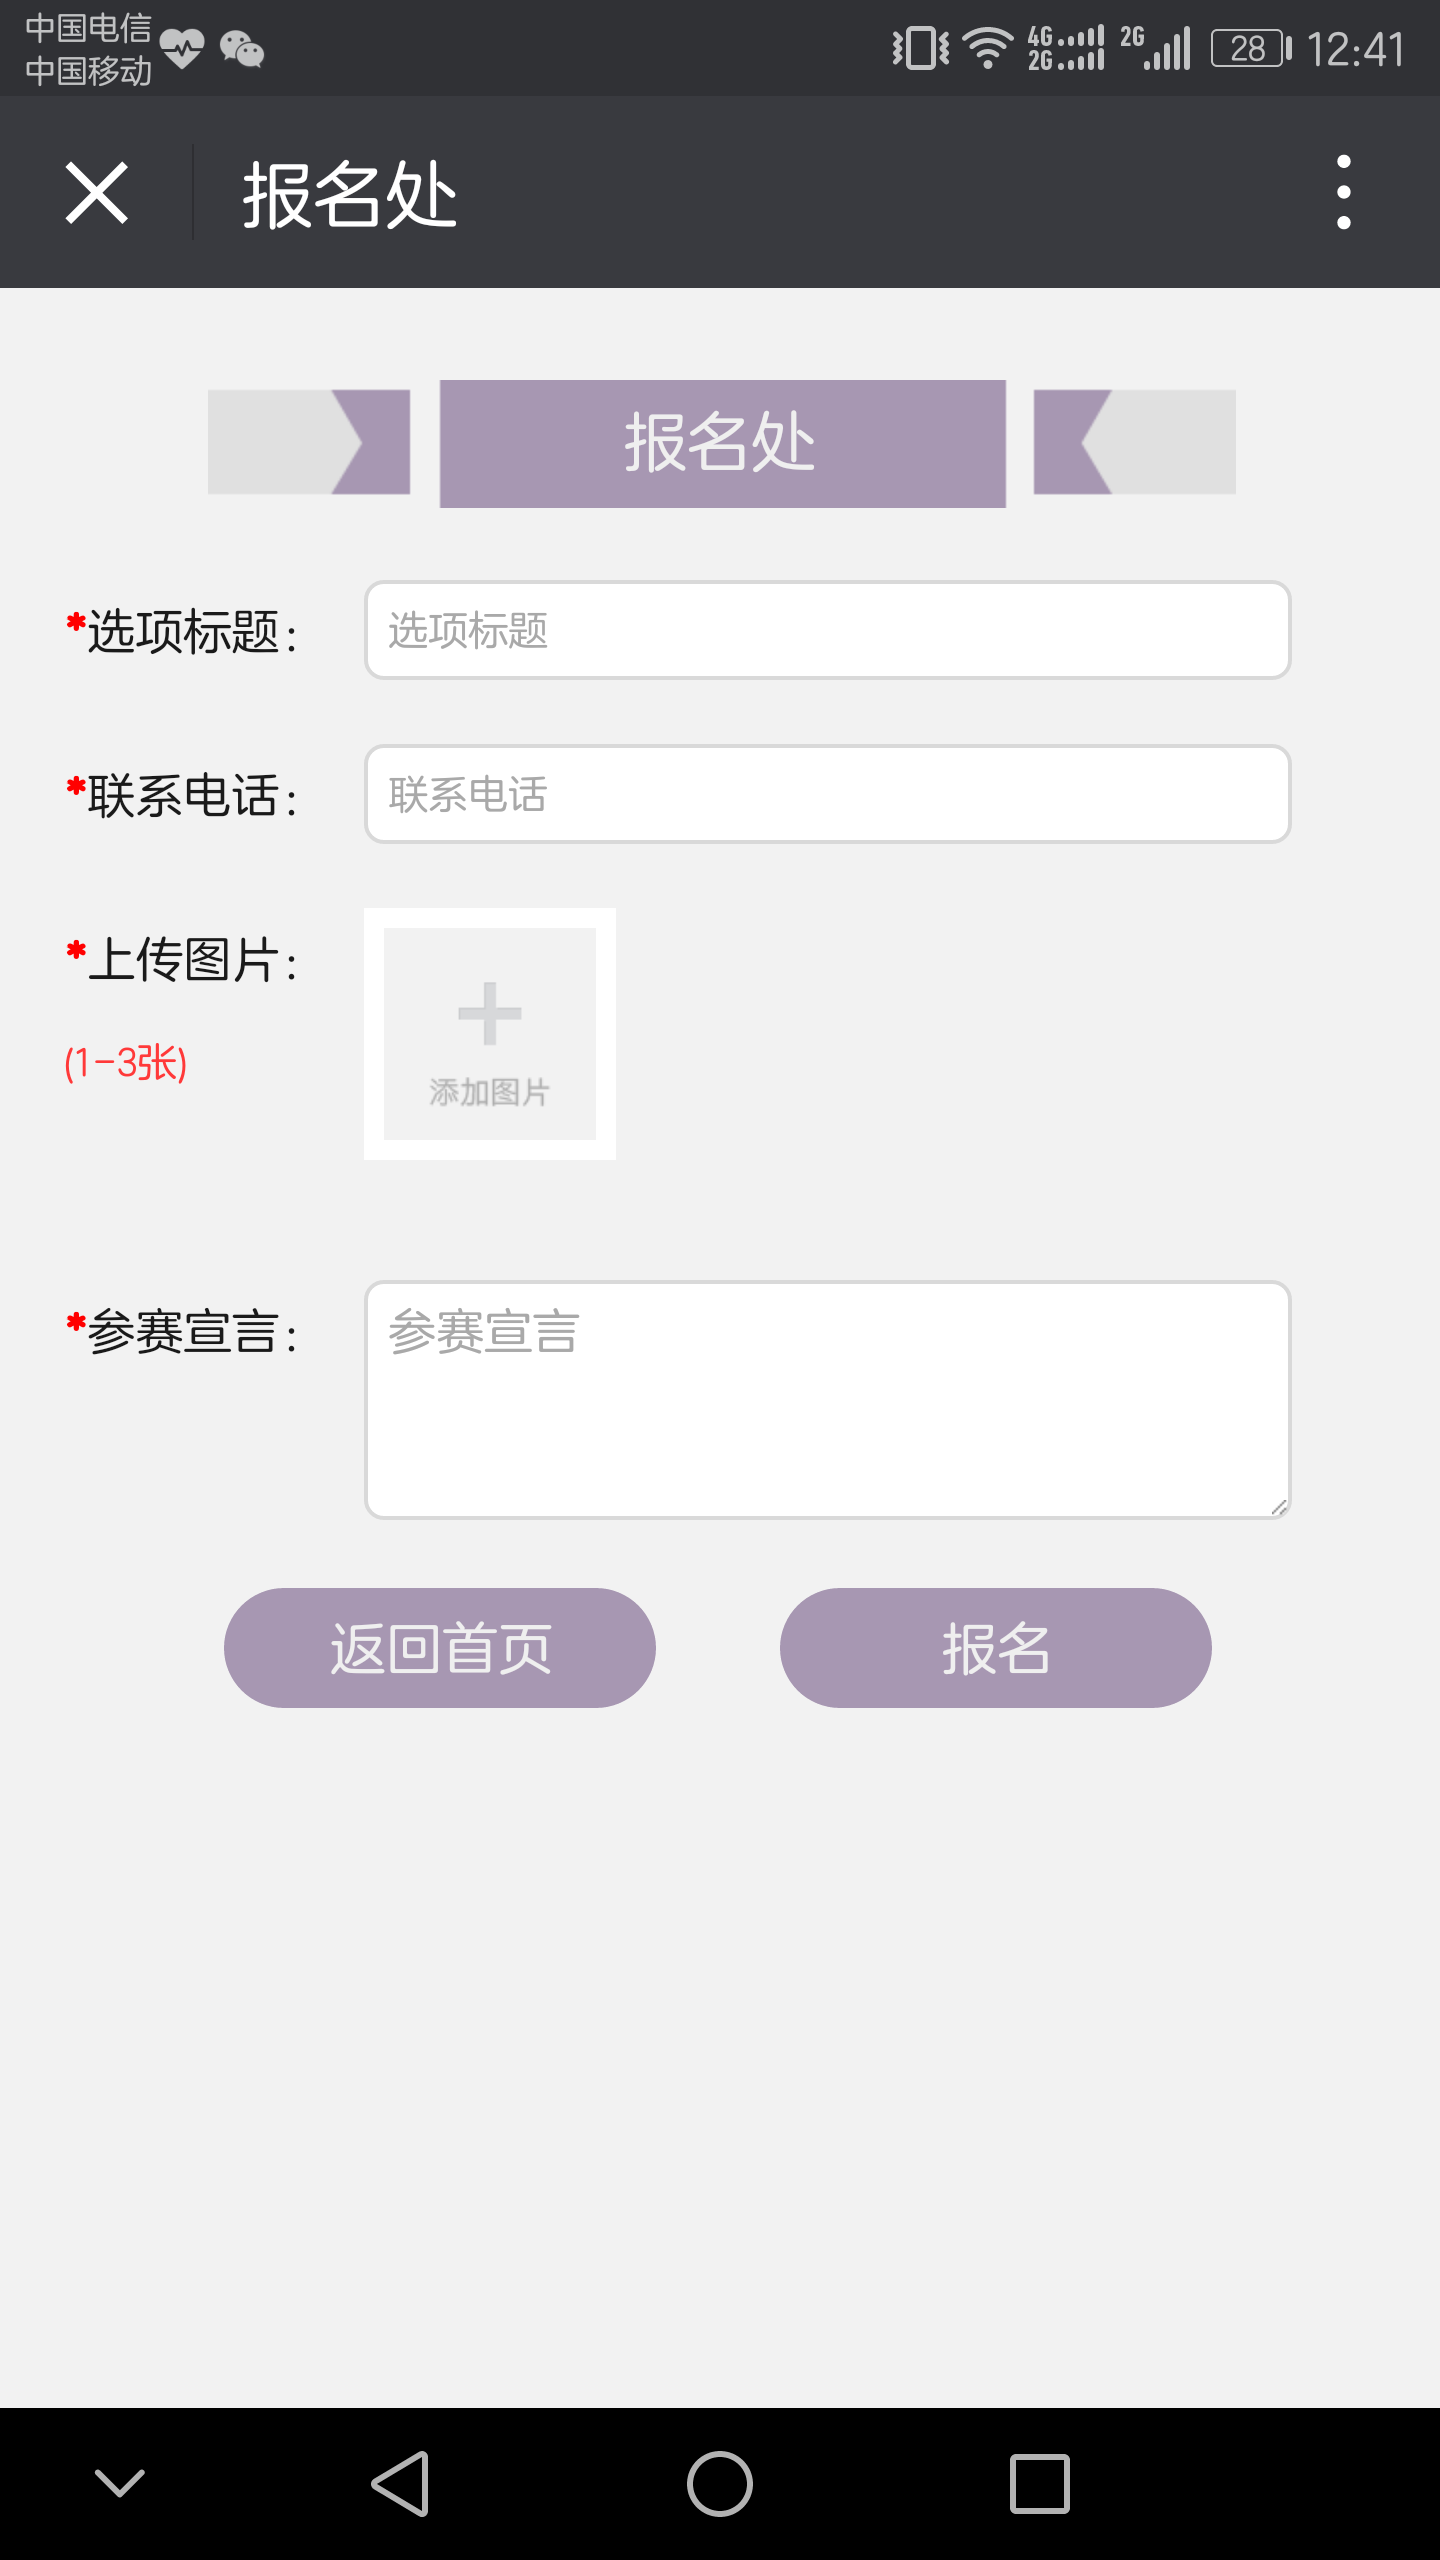 中国电信
中国移动
4G
2G
2G
28
12:41
报名处
报名处
*选项标题:
选项标题
*联系电话:
联系电话
*上传图片:
(1-3张)
添加图片
*参赛宣言:
参赛宣言
返回首页
报名